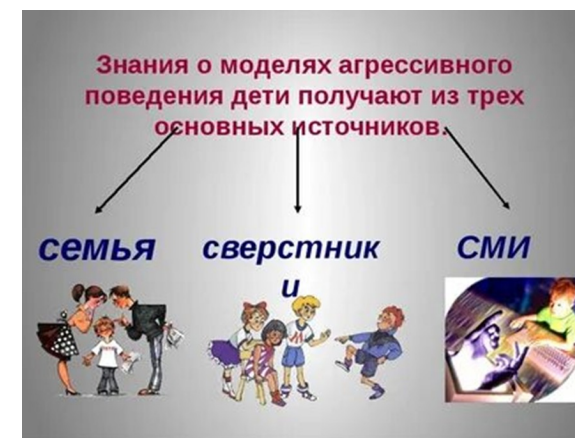 Знания о моделях агрессивного
поведения дети получают из трех
основных источников.
семья
сверстник
и
СМИ